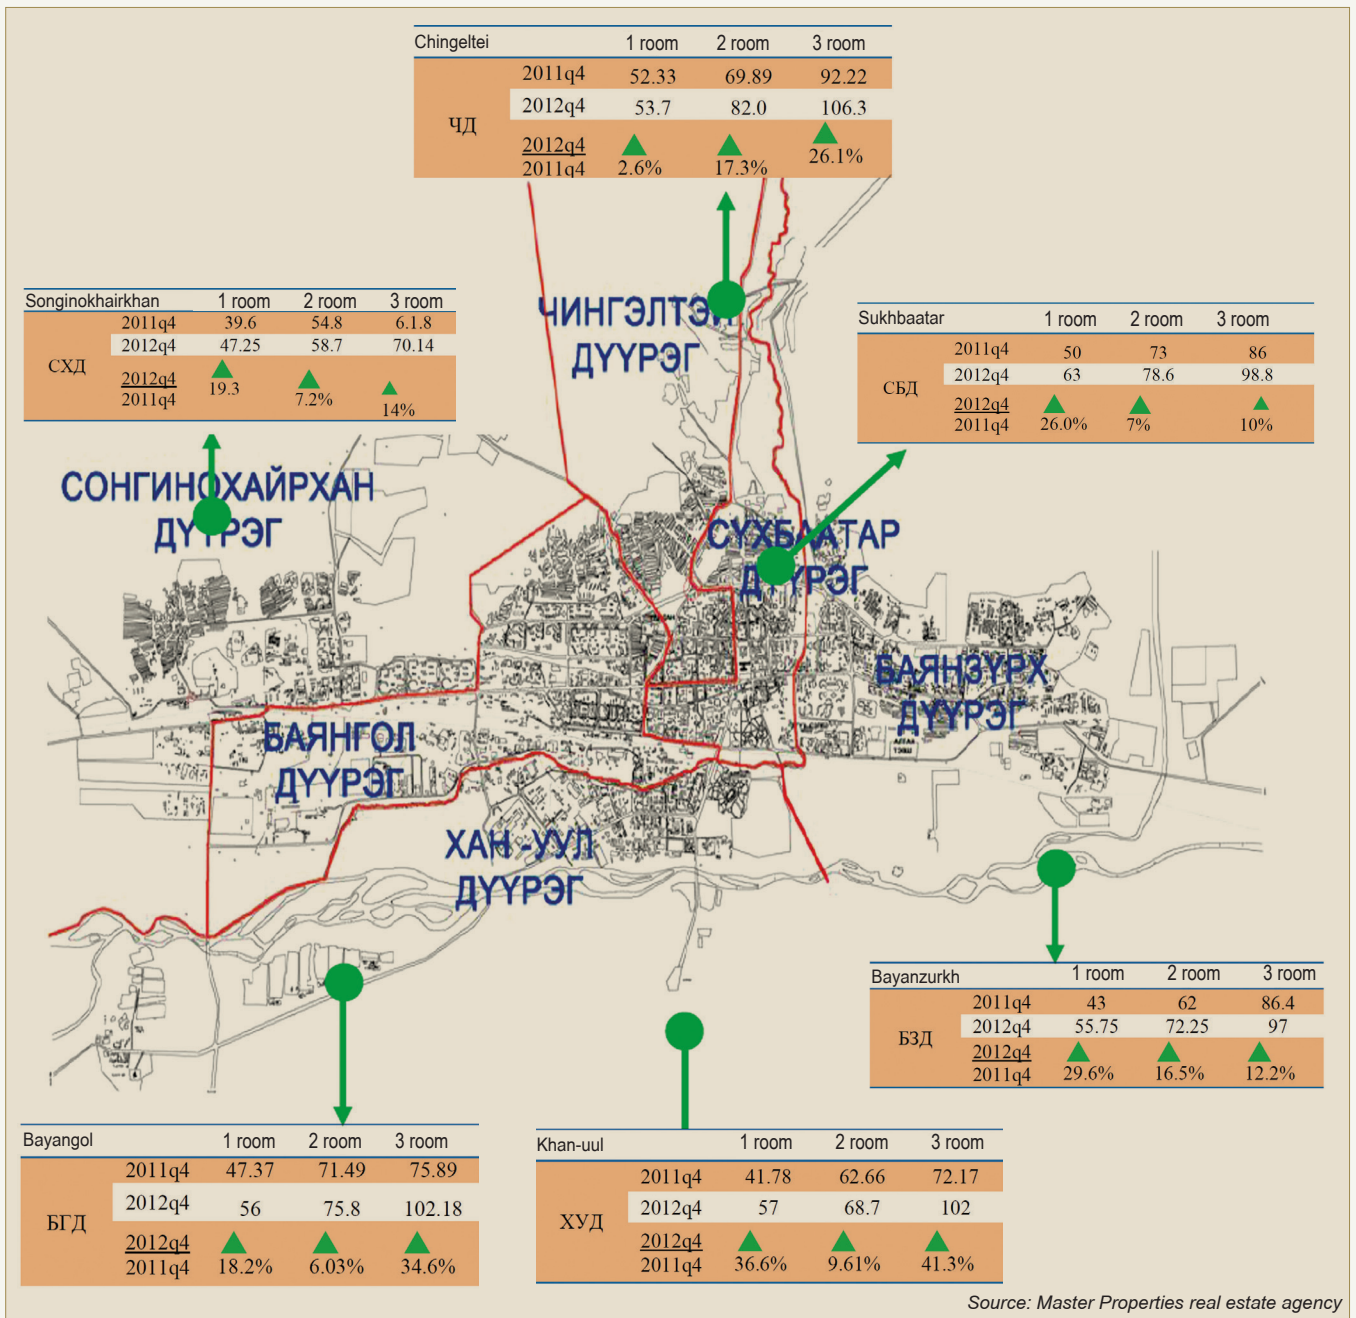 Chingeltei 1 room 2 room 3 room
2011q4 52.33 69.89 92.22
2012q4 53.7 82.0 106.3
ЧД
2012q4
2011q4 2.6% 17.3% 26.1%
Songinokhairkhan 1 room 2 room 3 room
2011q4 39.6 54.8 6.1.8
2012q4 47.25 58.7 70.14
СХД
2012q4 19.3
2011q4 7.2% 14%
Sukhbaatar 1 room 2 room 3 room
2011q4 50 73 86
2012q4 63 78.6 98.8
СБД
2012q4
2011q4 26.0% 7% 10%
ЧИНГЭЛТЭЙ
ДҮҮРЭГ
СОНГИНОХАЙРХАН
ДҮҮРЭГ
СҮХБААТАР
ДҮҮРЭГ
БАЯНЗҮРХ
ДҮҮРЭГ
БАЯНГОЛ
ДҮҮРЭГ
ХАН-УУЛ
ДҮҮРЭГ
Bayanzurkh 1 room 2 room 3 room
2011q4 43 62 86.4
2012q4 55.75 72.25 97
БЗД
2012q4
2011q4 29.6% 16.5% 12.2%
Bayangol 1 room 2 room 3 room
2011q4 47.37 71.49 75.89
2012q4 56 75.8 102.18
БГД
2012q4
2011q4 18.2% 6.03% 34.6%
Khan-uul 1 room 2 room 3 room
2011q4 41.78 62.66 72.17
2012q4 57 68.7 102
ХУД
2012q4
2011q4 36.6% 9.61% 41.3%
Source: Master Properties real estate agency